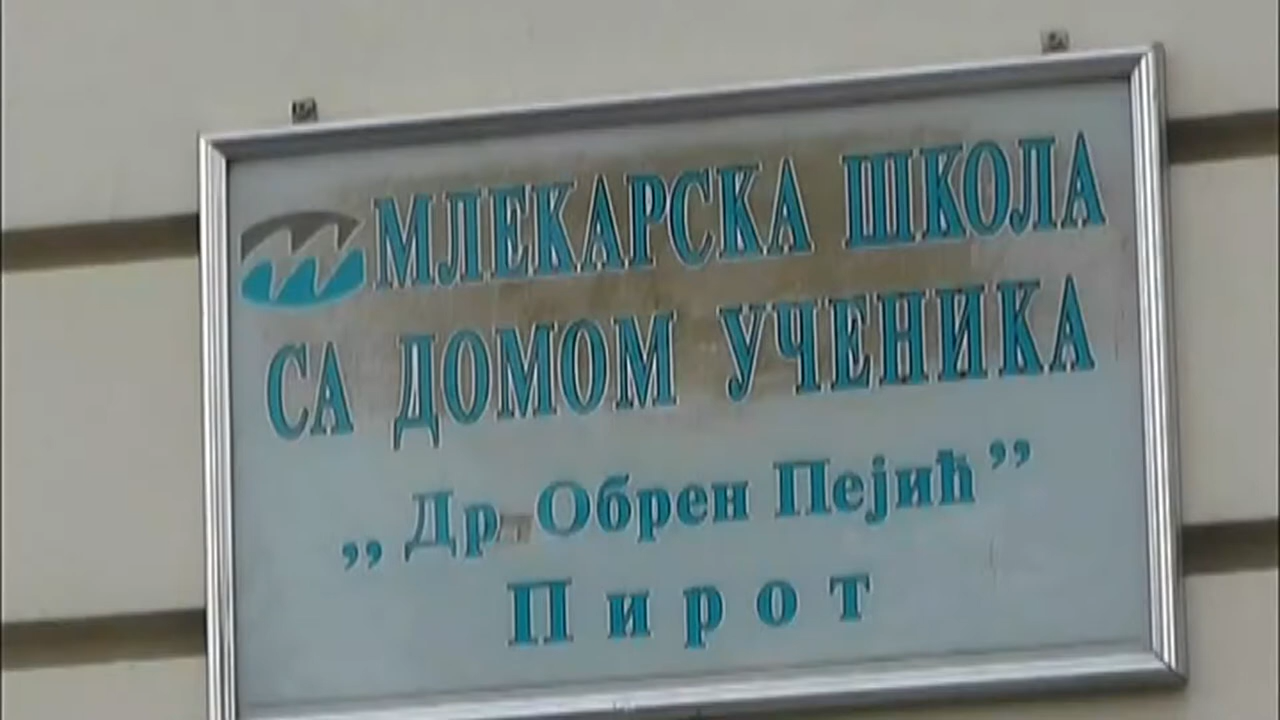 МЛЕКАРСКА ШКОЛА
СА ДОМОМ УЧЕНИКА
,,Др. Обрен Пејић’’
Пирот